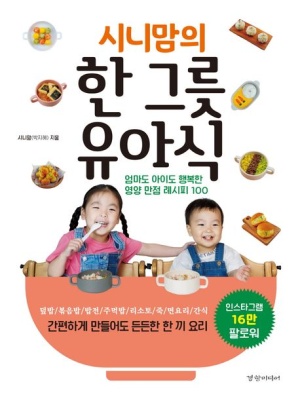 시니맘의
한 그릇
유아식
시니맘(박지혜) 지음
엄마도 아이도 행복한
영양 만점 레시피 100
덮밥/볶음밥/밥전/주먹밥/리소토/죽/면요리/간식
간편하게 만들어도 든든한 한 끼 요리
인스타그램
16만
팔로워
경향미디어